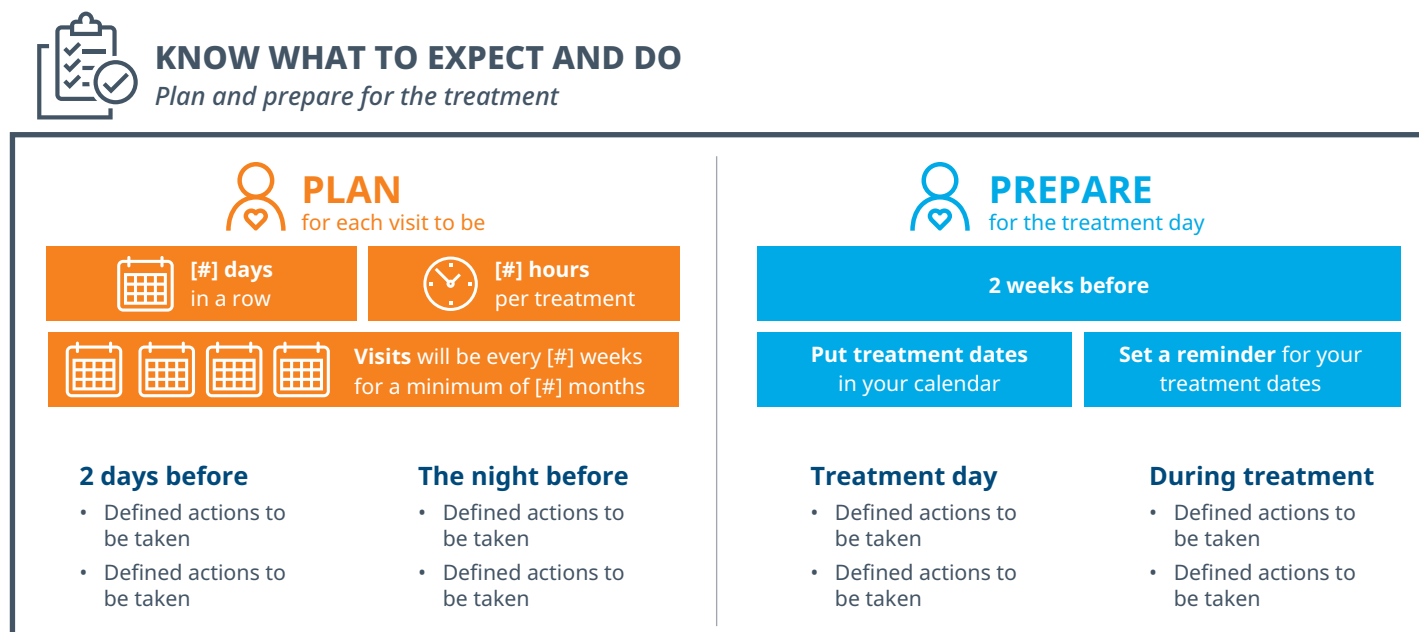 KNOW WHAT TO EXPECT AND DO
Plan and prepare for the treatment
PLAN
for each visit to be
[#] days
in a row
[#] hours
per treatment
Visits will be every [#] weeks
for a minimum of [#] months
PREPARE
for the treatment day
2 weeks before
Put treatment dates
in your calendar
Set a reminder for your
treatment dates
2 days before
• Defined actions to
be taken
• Defined actions to
be taken
The night before
• Defined actions to
be taken
• Defined actions to
be taken
Treatment day
• Defined actions to
be taken
• Defined actions to
be taken
During treatment
• Defined actions to
be taken
• Defined actions to
be taken